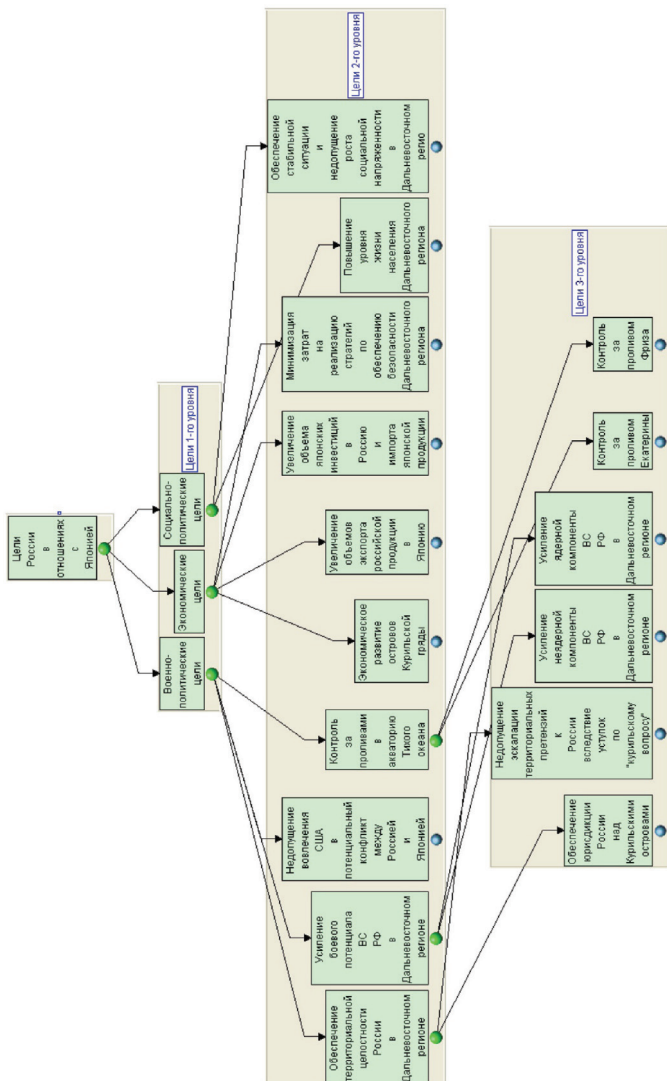 Цели
России
в
отношениях
с
Японией
Цели 1-го уровня
Военно-
политические
цели
Экономические
цели
Социально-
политические
цели
Цели 2-го уровня
Обеспечение
территориальной
целостности
России
в
Дальневосточном
регионе
Усиление
боевого
потенциала
ВС
РФ
в
Дальневосточном
регионе
Недопущение
вовлечения
США
в
потенциальный
конфликт
между
Россией
и
Японией
Контроль
за
проливами
в
акваторию
Тихого
океана
Экономическое
развитие
островов
Курильской
гряды
Увеличение
объемов
экспорта
российской
продукции
в
Японию
Увеличение
объема
японских
инвестиций
в
Россию
и
импорта
японской
продукции
Минимизация
затрат
на
реализацию
стратегий
по
обеспечению
безопасности
Дальневосточного
региона
Повышение
уровня
жизни
населения
Дальневосточного
региона
Обеспечение
стабильной
ситуации
и
недопущение
роста
социальной
напряженности
в
Дальневосточном
регио
Цели 3-го уровня
Обеспечение
юрисдикции
России
над
Курильскими
островами
Недопущение
эскалации
территориальных
претензий
к
России
вследствие
уступок
по
"курильскому
вопросу"
Усиление
неядерной
компоненты
ВС
РФ
в
Дальневосточном
регионе
Усиление
ядерной
компоненты
ВС
РФ
в
Дальневосточном
регионе
Контроль
за
проливом
Екатерины
Контроль
за
проливом
Фриза